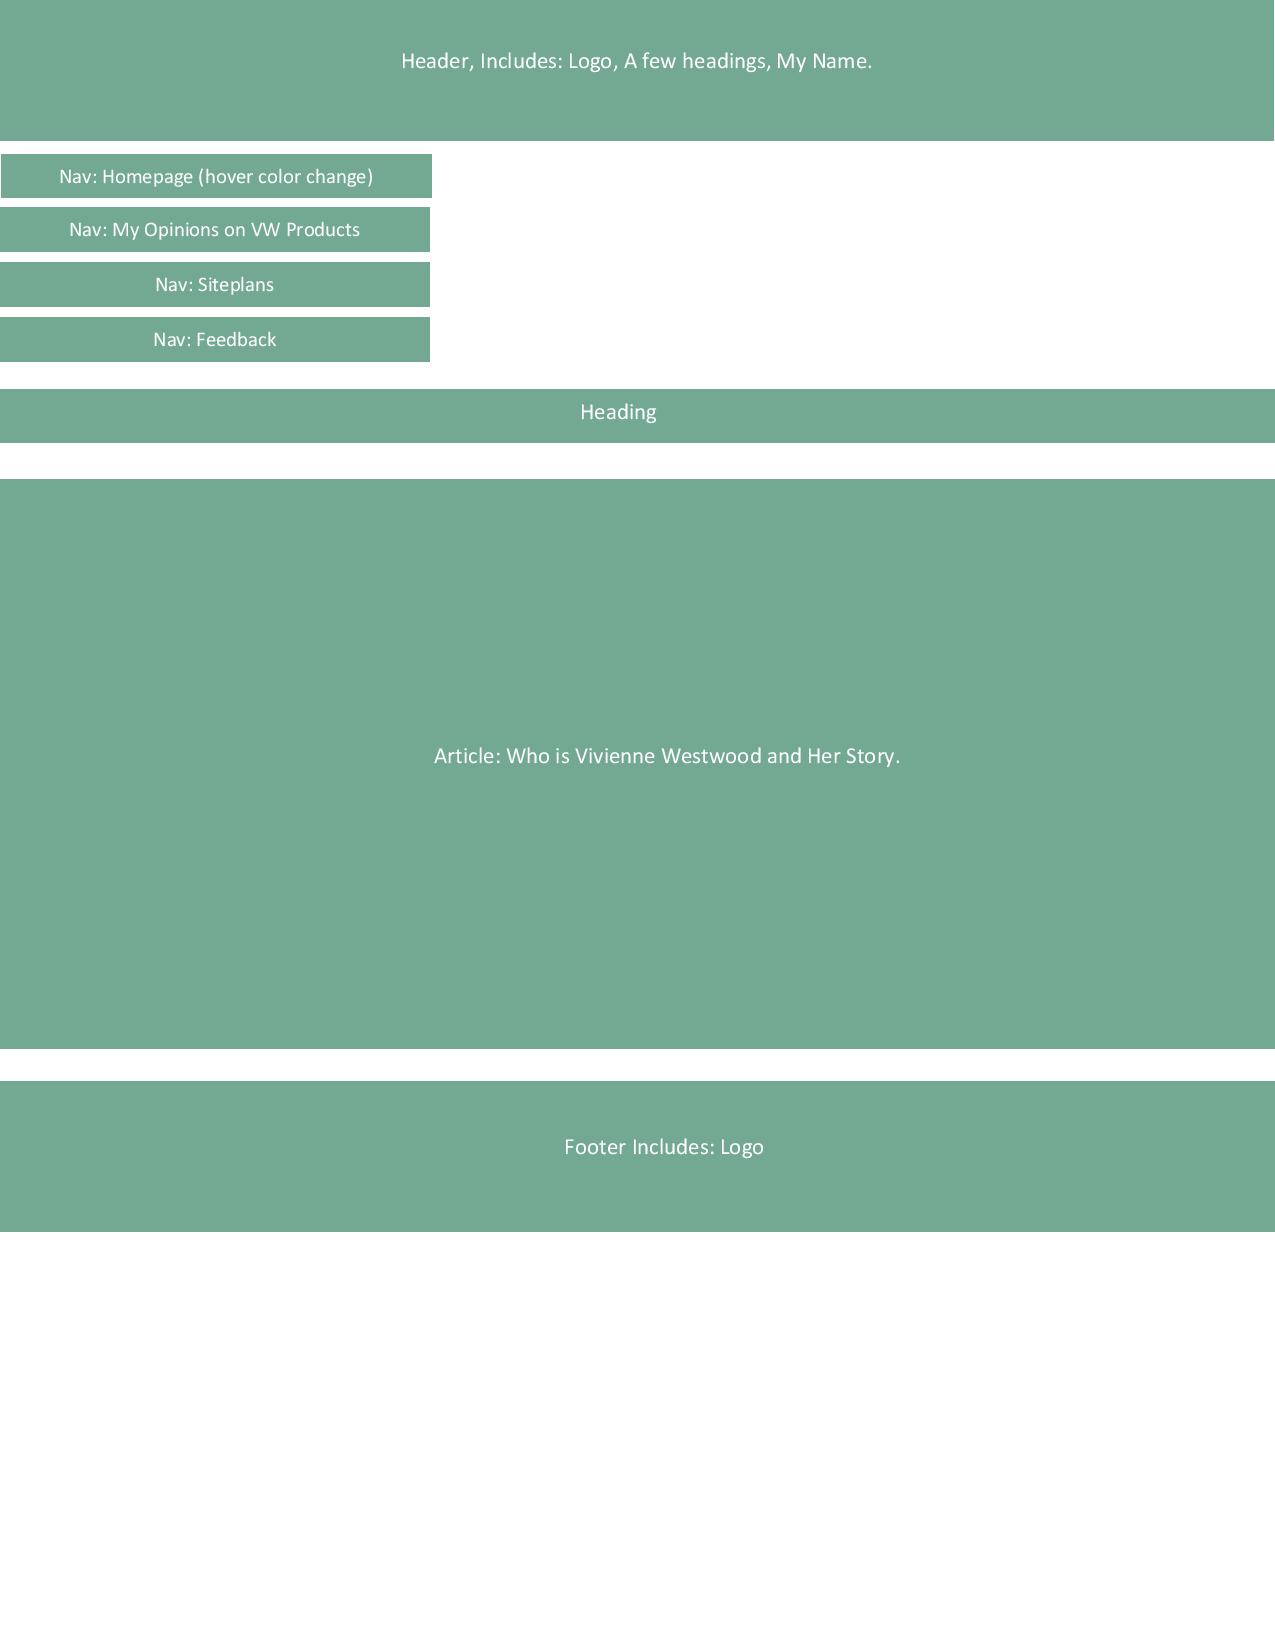 Header, Includes: Logo, A few headings, My Name.
Nav: Homepage (hover color change)
Nav: My Opinions on VW Products
Nav: Siteplans
Nav: Feedback
Heading
Article: Who is Vivienne Westwood and Her Story.
Footer Includes: Logo